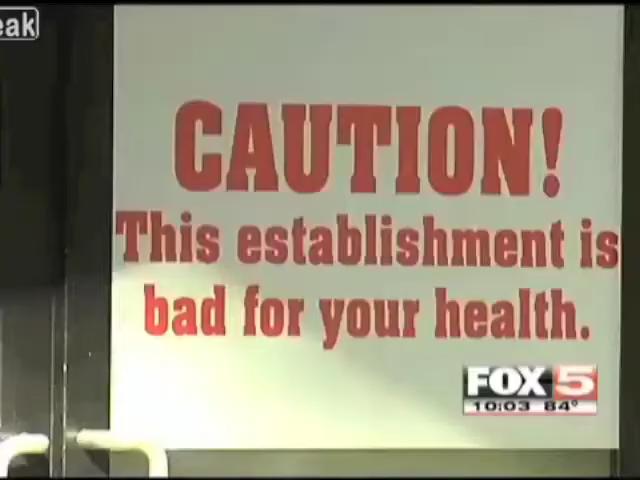 eak
CAUTION!
This establishment is
bad for your health.
FOX 5
10:03 84°